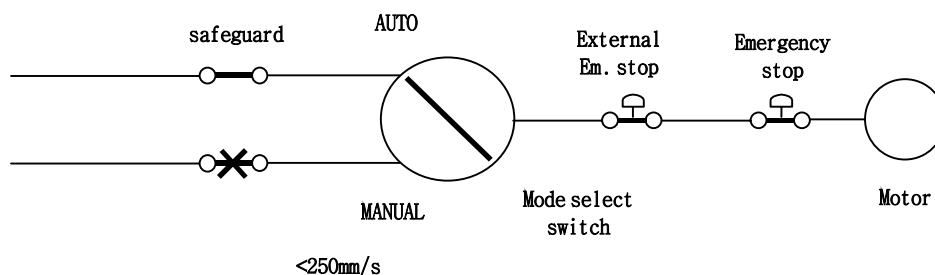 AUTO
safeguard
External
Em. stop
Emergency
stop
MANUAL
Mode select
switch
Motor
<250mm/s